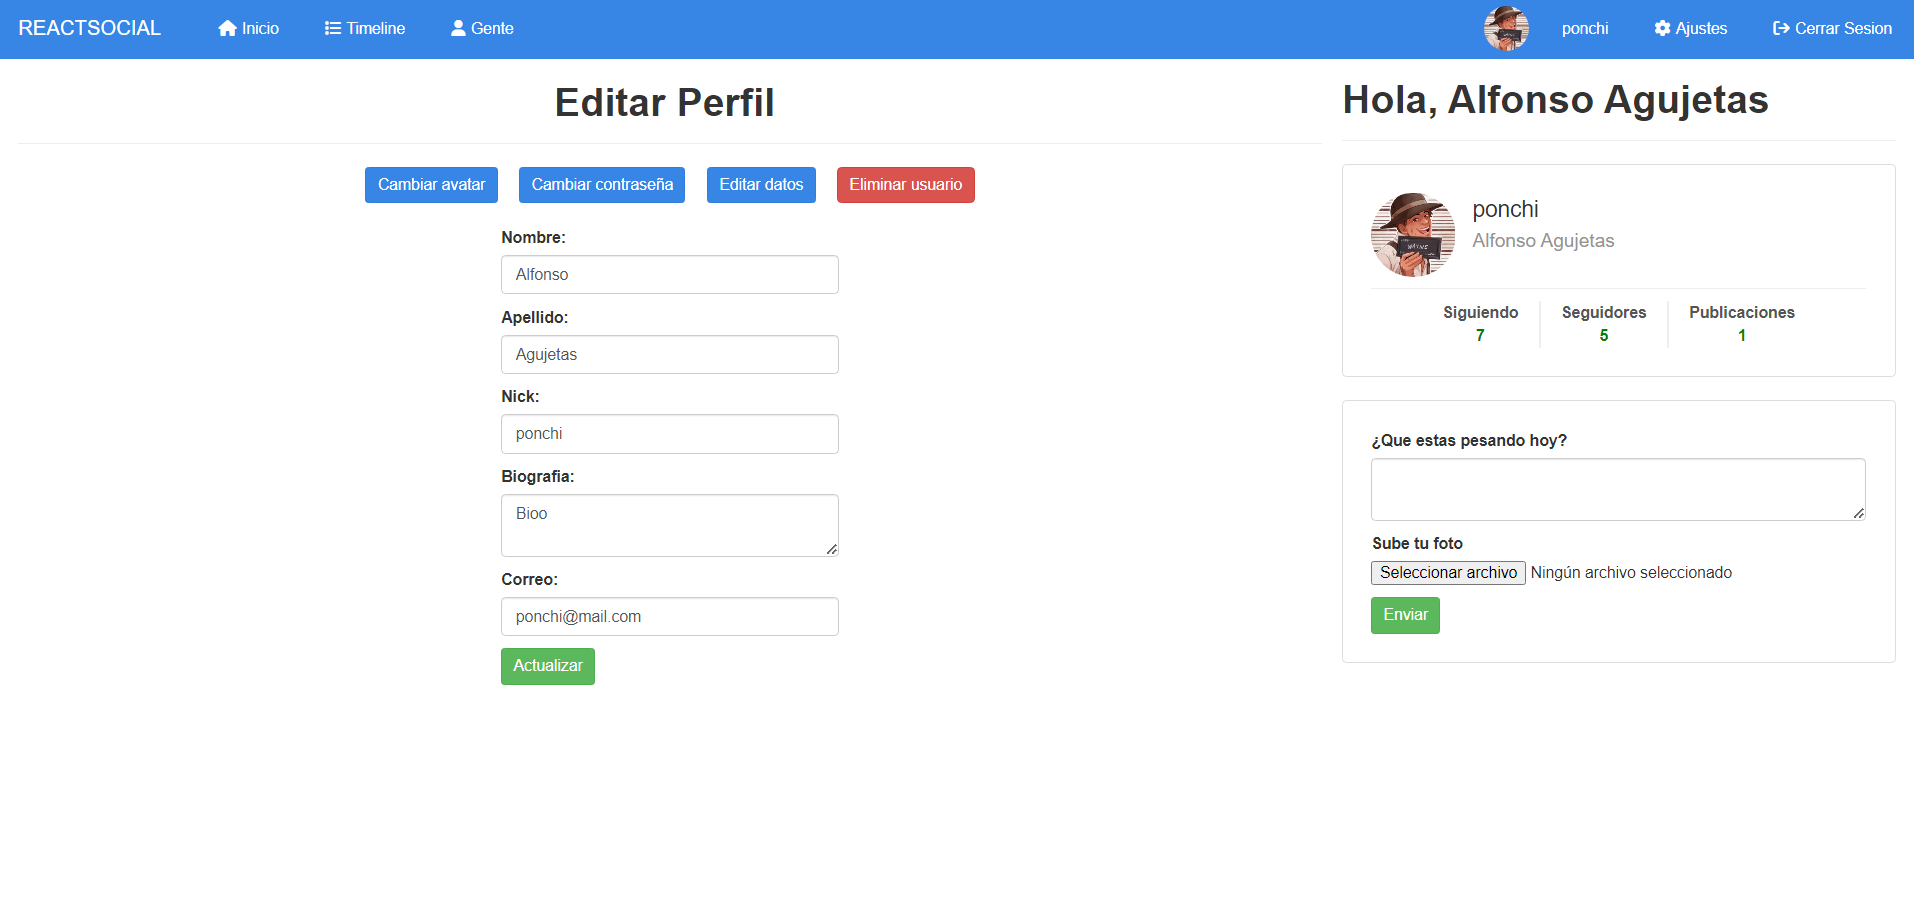 REACTSOCIAL Inicio Timeline Gente ponchi Ajustes Cerrar Sesion
Editar Perfil
Cambiar avatar Cambiar contraseña Editar datos Eliminar usuario
Nombre:
Alfonso
Apellido:
Agujetas
Nick:
ponchi
Biografia:
Bioo
Correo:
ponchi@mail.com
Actualizar
Hola, Alfonso Agujetas
ponchi
Alfonso Agujetas
Siguiendo Seguidores Publicaciones
7 5 1
¿Que estas pesando hoy?
Sube tu foto
Seleccionar archivo Ningún archivo seleccionado
Enviar